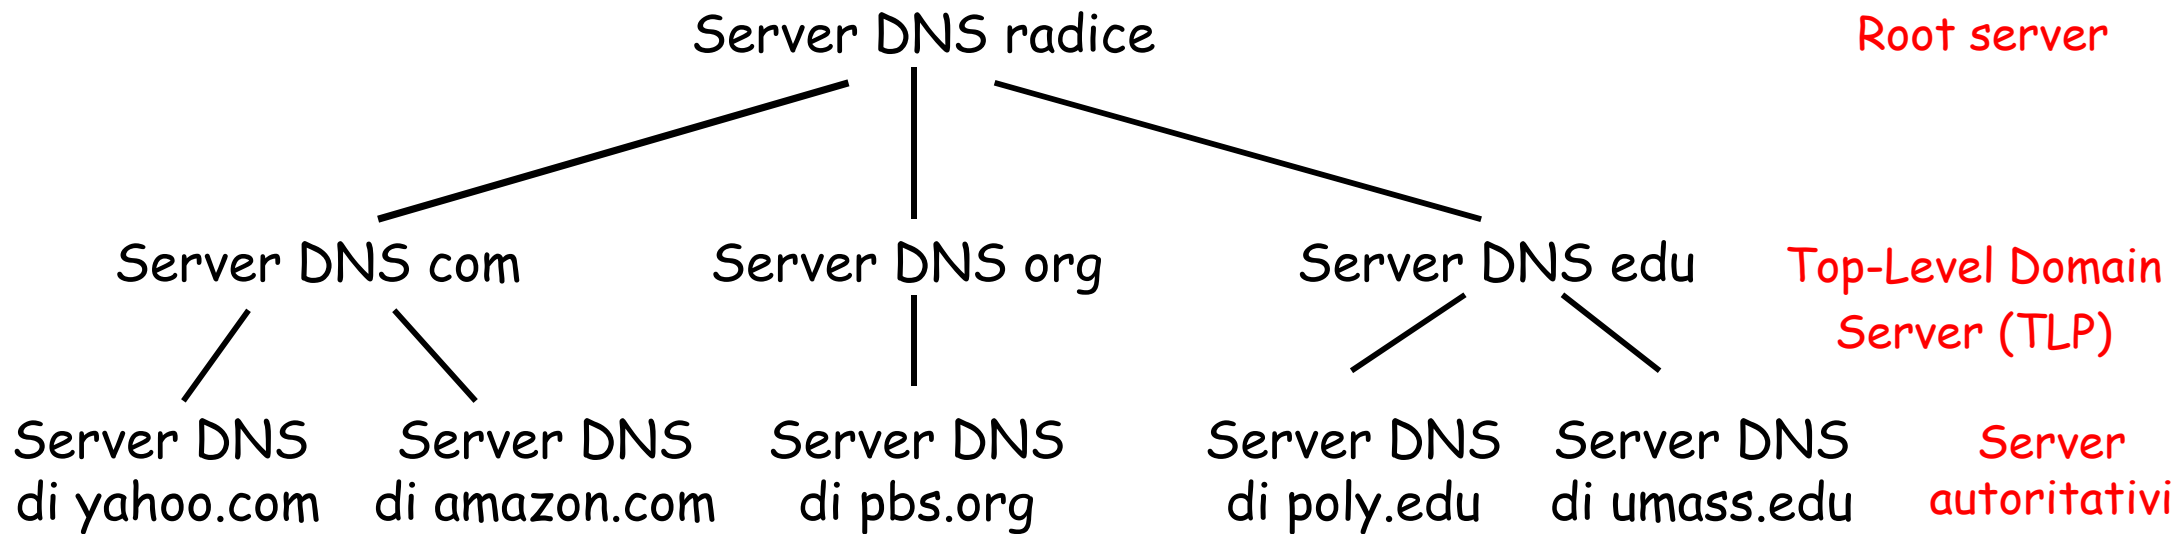 Server DNS radice
Root server
Server DNS com
Server DNS org
Server DNS edu
Top-Level Domain
Server (TLP)
Server DNS
di yahoo.com
Server DNS
di amazon.com
Server DNS
di pbs.org
Server DNS
di poly.edu
Server DNS
di umass.edu
Server
autoritativi